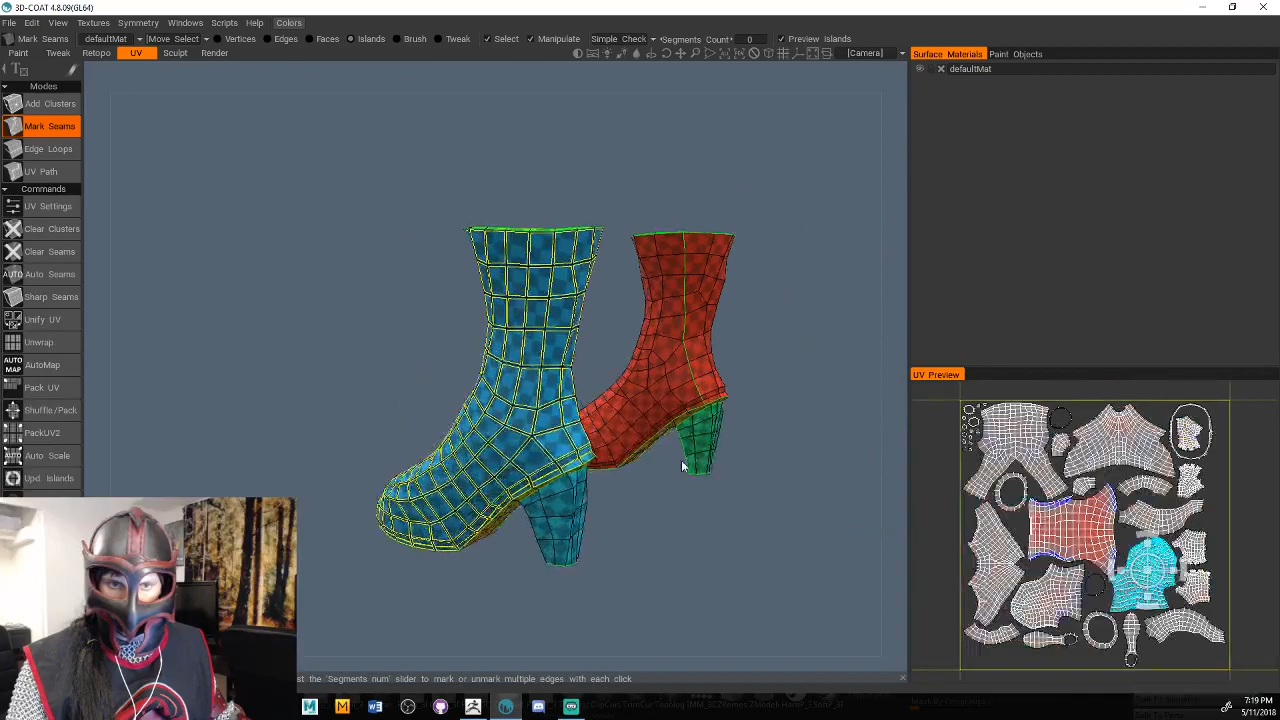 3D-COAT 4.8.09(GL64)
File Edit View Textures Symmetry Windows Scripts Help Colors
Mark Seams defaultMat [Move Select Vertices Edges Faces Islands Brush Tweak Select Manipulate Simple Check Segments Count 0 Preview Islands
Paint Tweak Retopo UV Sculpt Render [Camera] Surface Materials Paint Objects
defaultMat
Modes
Add Clusters
Mark Seams
Edge Loops
UV Path
Commands
UV Settings
Clear Clusters
Clear Seams
Auto Seams
Sharp Seams
Unify UV
Unwrap
AUTO MAP AutoMap
Pack UV
Shuffle/Pack
PackUV2
Auto Scale
Upd Islands
UV Preview
st the 'Segments num' slider to mark or unmark multiple edges with each click
7:19 PM
5/11/2018